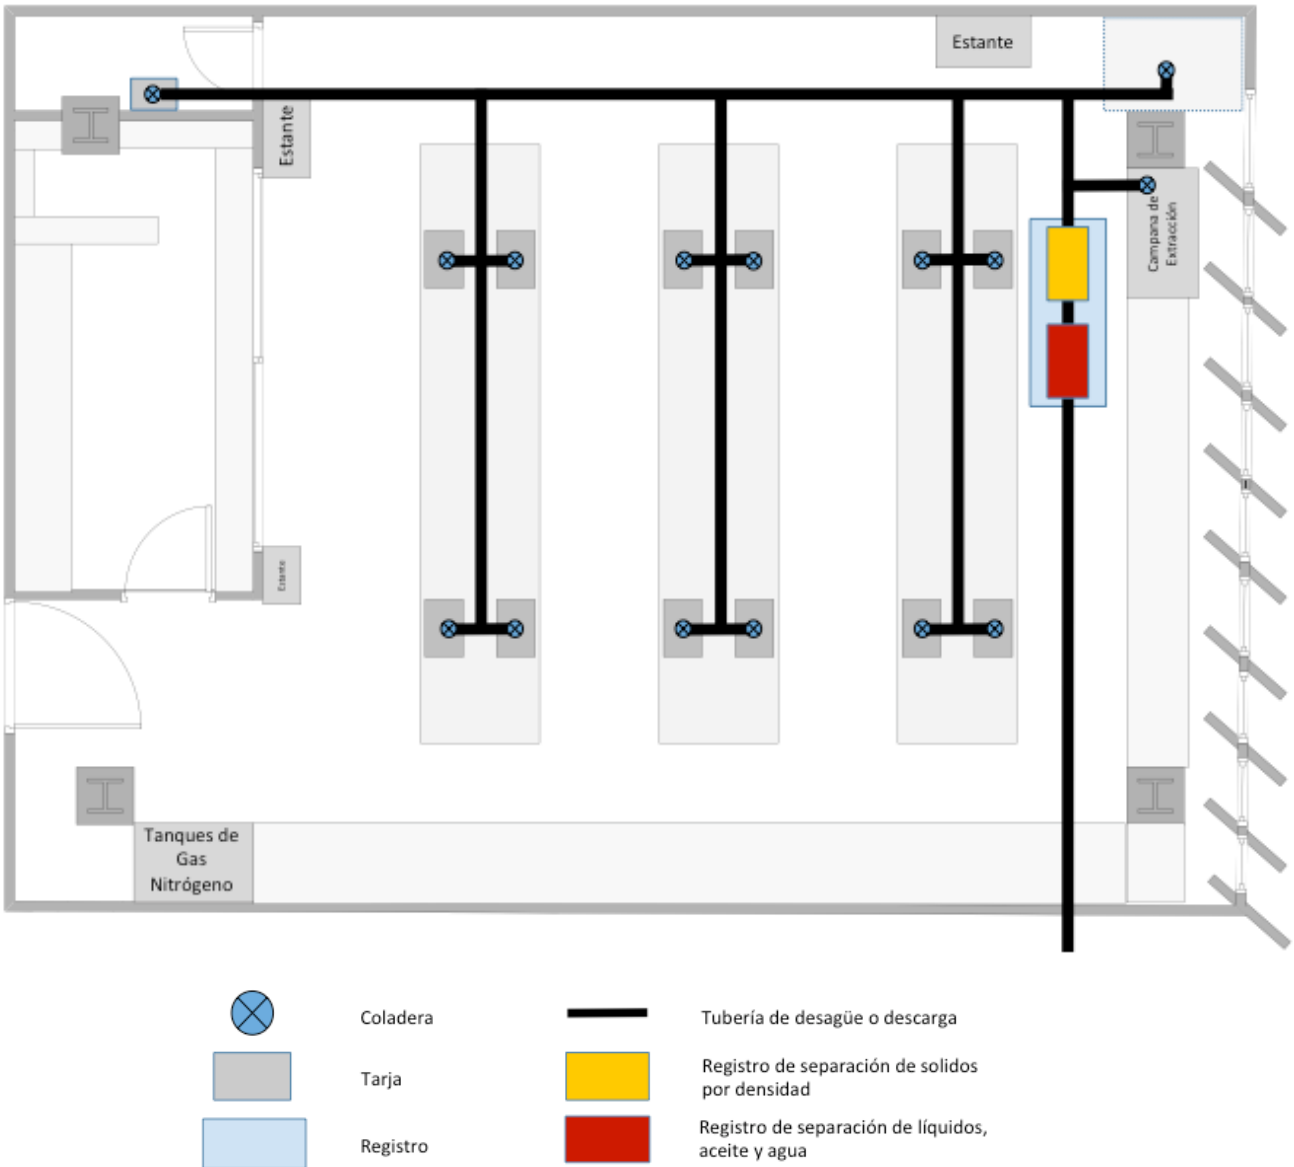 Estante
Estante
Campana de
Extracción
Estante
Tanques de
Gas
Nitrógeno
Coladera
Tubería de desagüe o descarga
Tarja
Registro de separación de solidos
por densidad
Registro
Registro de separación de líquidos,
aceite y agua